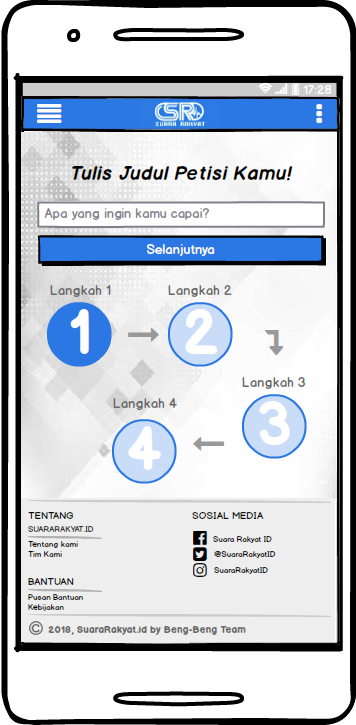 17:28
CSRD
SUARA RAKYAT
Tulis Judul Petisi Kamu!
Apa yang ingin kamu capai?
Selanjutnya
Langkah 1
Langkah 2
1
2
Langkah 3
Langkah 4
3
4
TENTANG
SUARARAKYAT.ID
Tentang kami
Tim Kami
BANTUAN
Pusan Bantuan
Kebijakan
SOSIAL MEDIA
Suara Rakyat ID
@SuaraRakyatID
SuaraRakyatID
© 2018, SuaraRakyat.id by Beng-Beng Team